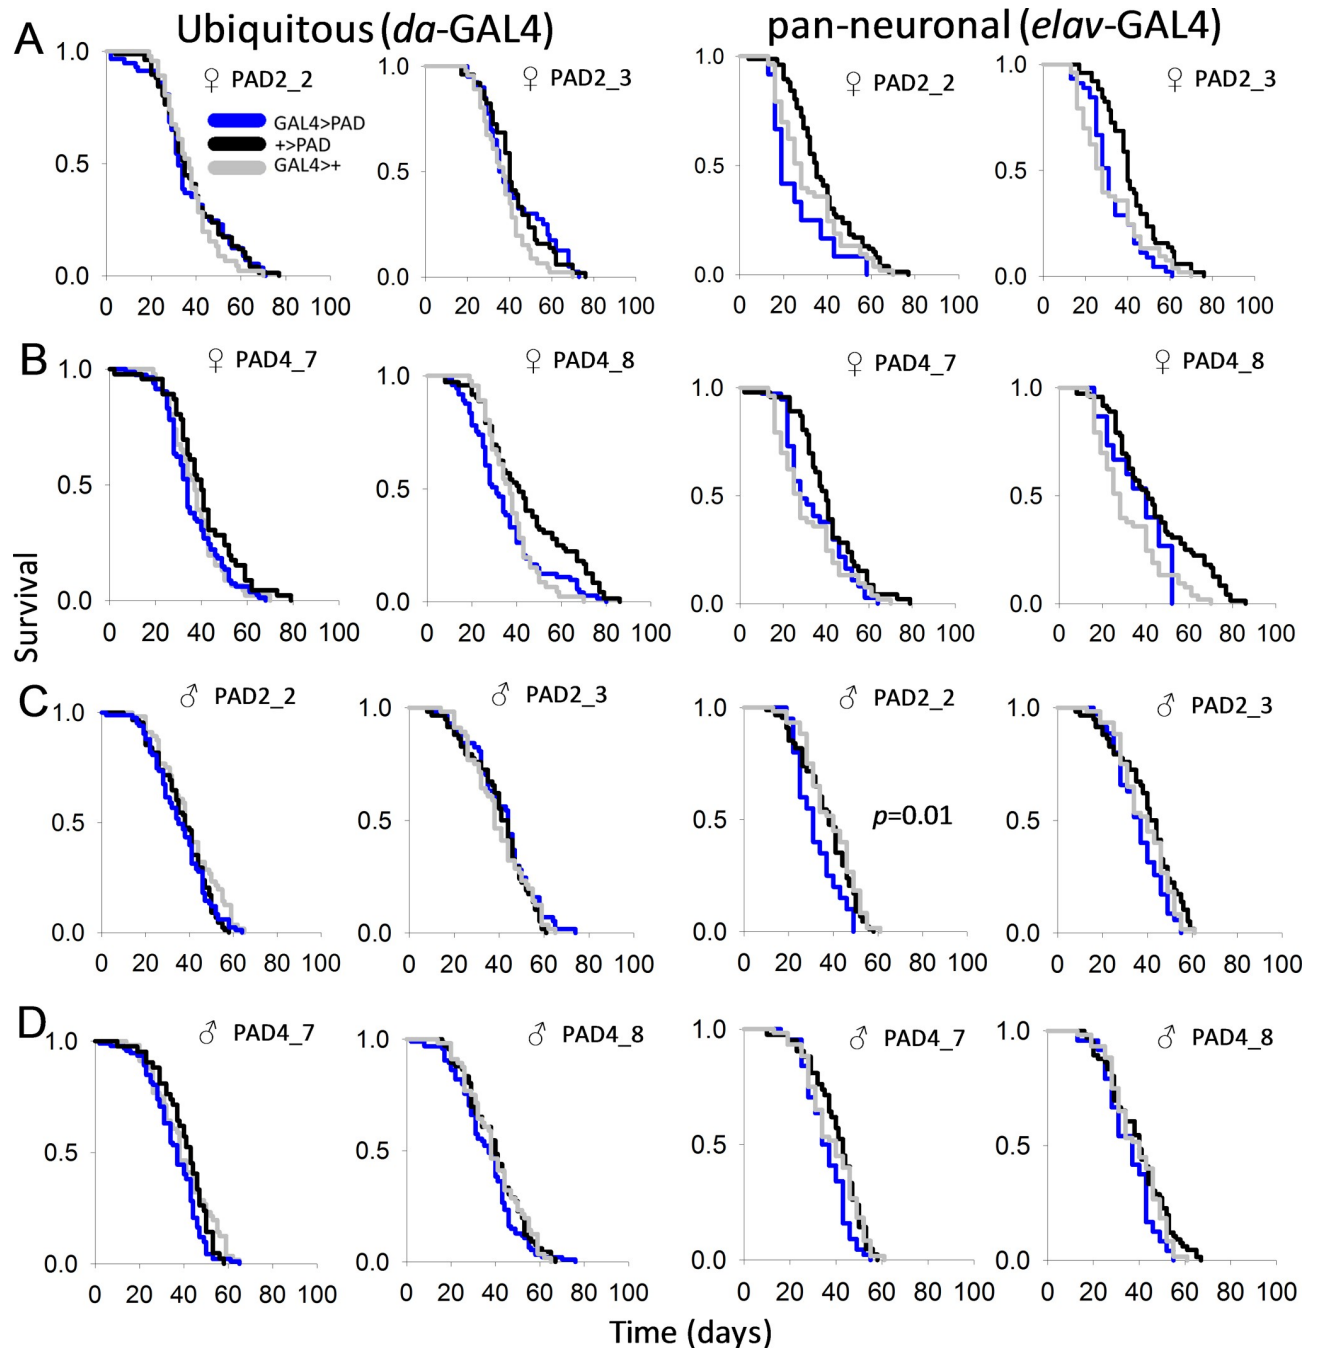 A
Ubiquitous (da-GAL4)
pan-neuronal (elav-GAL4)
♀ PAD2_2
GAL4>PAD
+>PAD
GAL4>+
1.0
0.5
0.0
0 20 40 60 80 100
♀ PAD2_3
1.0
0.5
0.0
0 20 40 60 80 100
♀ PAD2_2
1.0
0.5
0.0
0 20 40 60 80 100
♀ PAD2_3
1.0
0.5
0.0
0 20 40 60 80 100
B
♀ PAD4_7
1.0
0.5
0.0
0 20 40 60 80 100
♀ PAD4_8
1.0
0.5
0.0
0 20 40 60 80 100
♀ PAD4_7
1.0
0.5
0.0
0 20 40 60 80 100
♀ PAD4_8
1.0
0.5
0.0
0 20 40 60 80 100
Survival
C
♂ PAD2_2
1.0
0.5
0.0
0 20 40 60 80 100
♂ PAD2_3
1.0
0.5
0.0
0 20 40 60 80 100
♂ PAD2_2
1.0
0.5
0.0
p=0.01
0 20 40 60 80 100
♂ PAD2_3
1.0
0.5
0.0
0 20 40 60 80 100
D
♂ PAD4_7
1.0
0.5
0.0
0 20 40 60 80 100
♂ PAD4_8
1.0
0.5
0.0
0 20 40 60 80 100
♂ PAD4_7
1.0
0.5
0.0
0 20 40 60 80 100
♂ PAD4_8
1.0
0.5
0.0
0 20 40 60 80 100
Time (days)